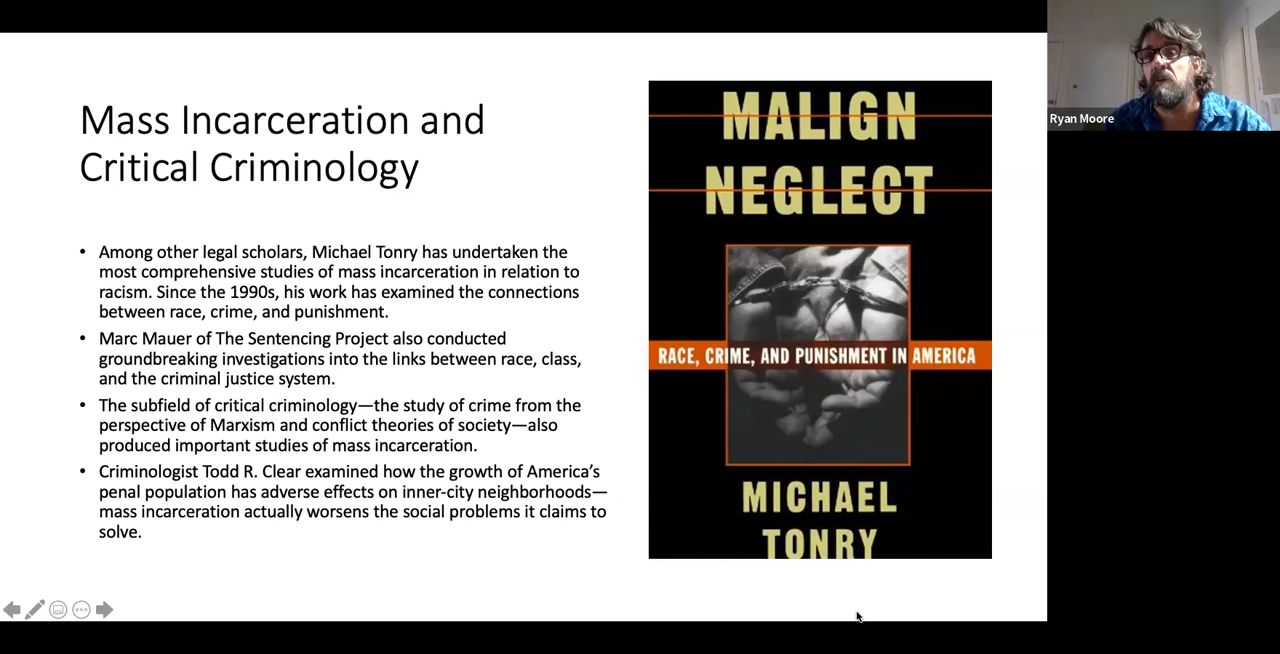 Mass Incarceration and
Critical Criminology
• Among other legal scholars, Michael Tonry has undertaken the
most comprehensive studies of mass incarceration in relation to
racism. Since the 1990s, his work has examined the connections
between race, crime, and punishment.
• Marc Mauer of The Sentencing Project also conducted
groundbreaking investigations into the links between race, class,
and the criminal justice system.
• The subfield of critical criminology—the study of crime from the
perspective of Marxism and conflict theories of society—also
produced important studies of mass incarceration.
• Criminologist Todd R. Clear examined how the growth of America’s
penal population has adverse effects on inner-city neighborhoods—
mass incarceration actually worsens the social problems it claims to
solve.
MALIGN
NEGLECT
RACE, CRIME, AND PUNISHMENT IN AMERICA
MICHAEL
TONRY
Ryan Moore